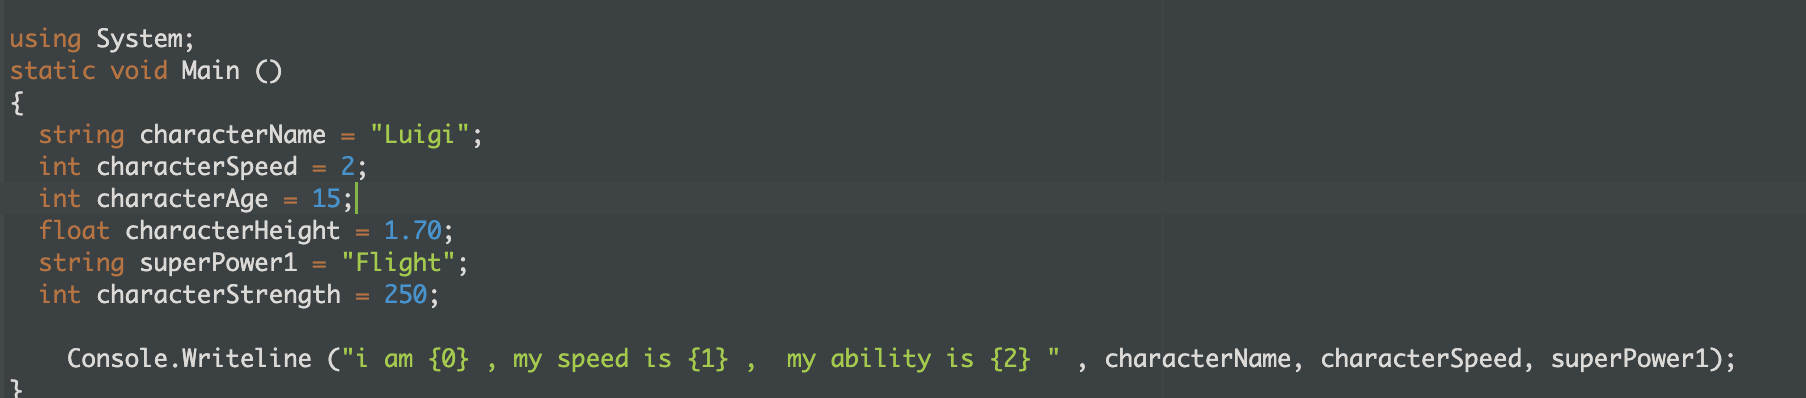 using System;
static void Main ()
{
  string characterName = "Luigi";
  int characterSpeed = 2;
  int characterAge = 15;
  float characterHeight = 1.70;
  string superPower1 = "Flight";
  int characterStrength = 250;

    Console.Writeline ("i am {0} , my speed is {1} ,  my ability is {2} " , characterName, characterSpeed, superPower1);
}